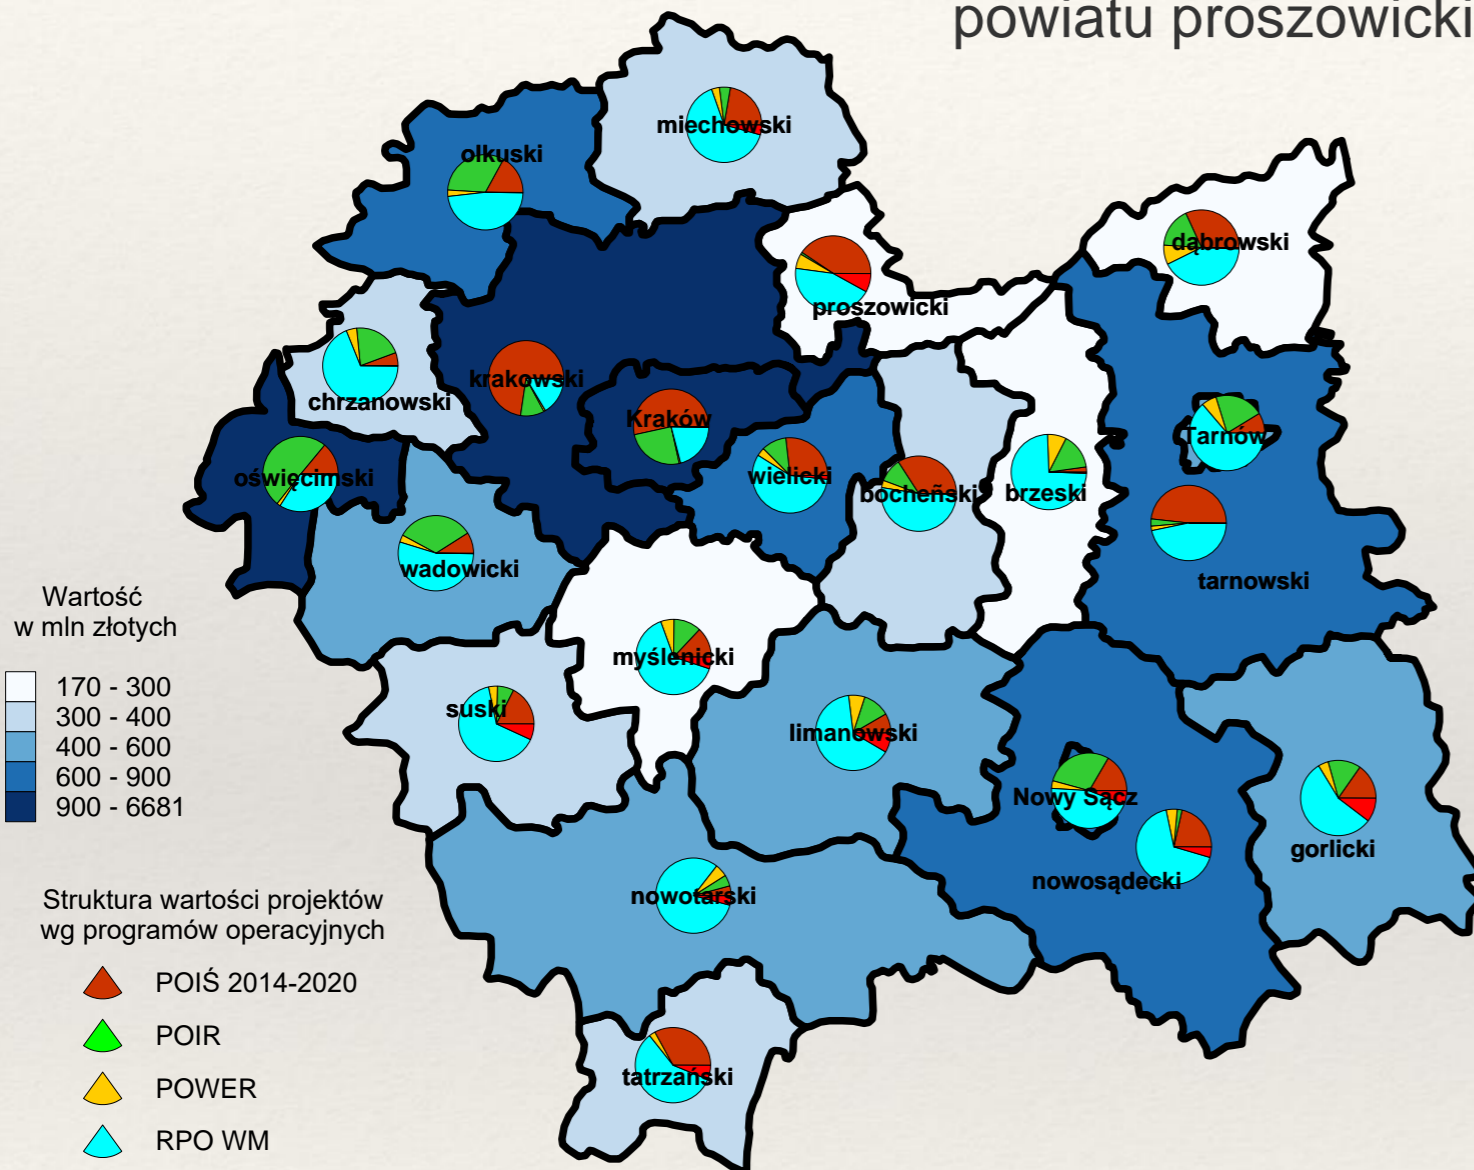 powiatu proszowicki
miechowski
olkuski
dąbrowski
proszowicki
krakowski
chrzanowski
Kraków
Tarnów
oświęcimski
wielicki
bocheński
brzeski
wadowicki
tarnowski
Wartość
w mln złotych
170 - 300
300 - 400
400 - 600
600 - 900
900 - 6681
myślenicki
suski
limanowski
Nowy Sącz
gorlicki
nowosądecki
nowotarski
Struktura wartości projektów
wg programów operacyjnych
POIŚ 2014-2020
POIR
POWER
RPO WM
tatrzański